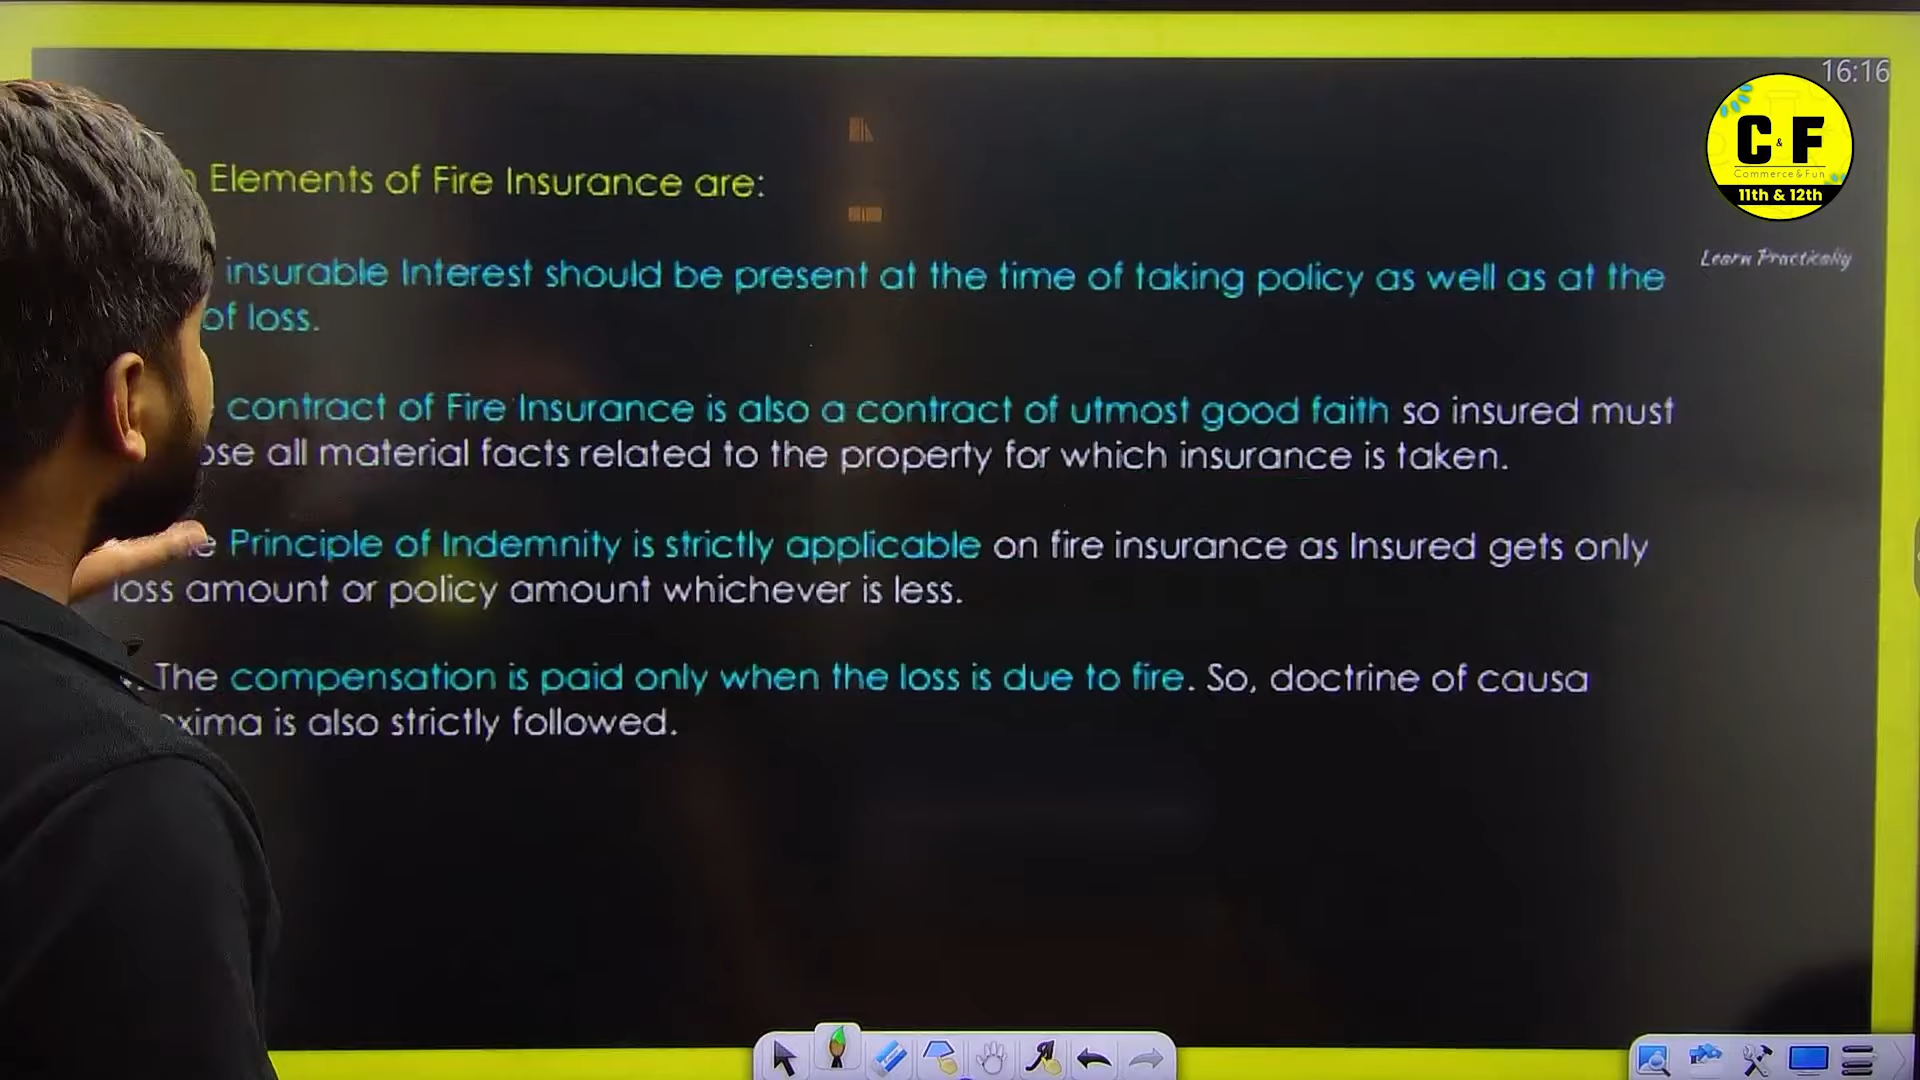 16:16
C & F
Commerce & Fun
11th & 12th
Learn Practically
Elements of Fire Insurance are:
insurable Interest should be present at the time of taking policy as well as at the
of loss.
contract of Fire Insurance is also a contract of utmost good faith so insured must
all material facts related to the property for which insurance is taken.
Principle of Indemnity is strictly applicable on fire insurance as Insured gets only
loss amount or policy amount whichever is less.
The compensation is paid only when the loss is due to fire. So, doctrine of causa
is also strictly followed.